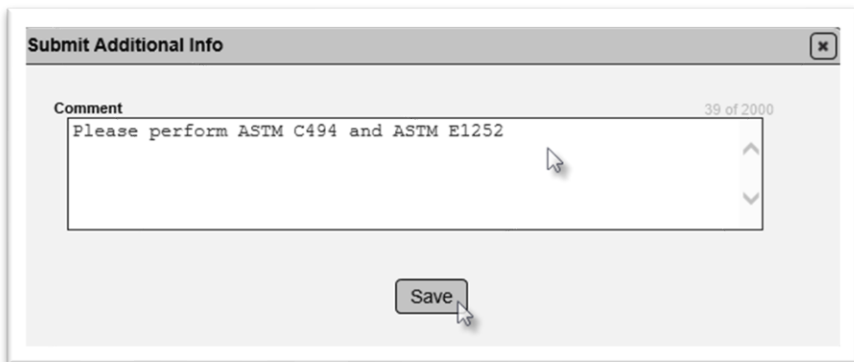 Submit Additional Info
Comment
39 of 2000
Please perform ASTM C494 and ASTM E1252
Save